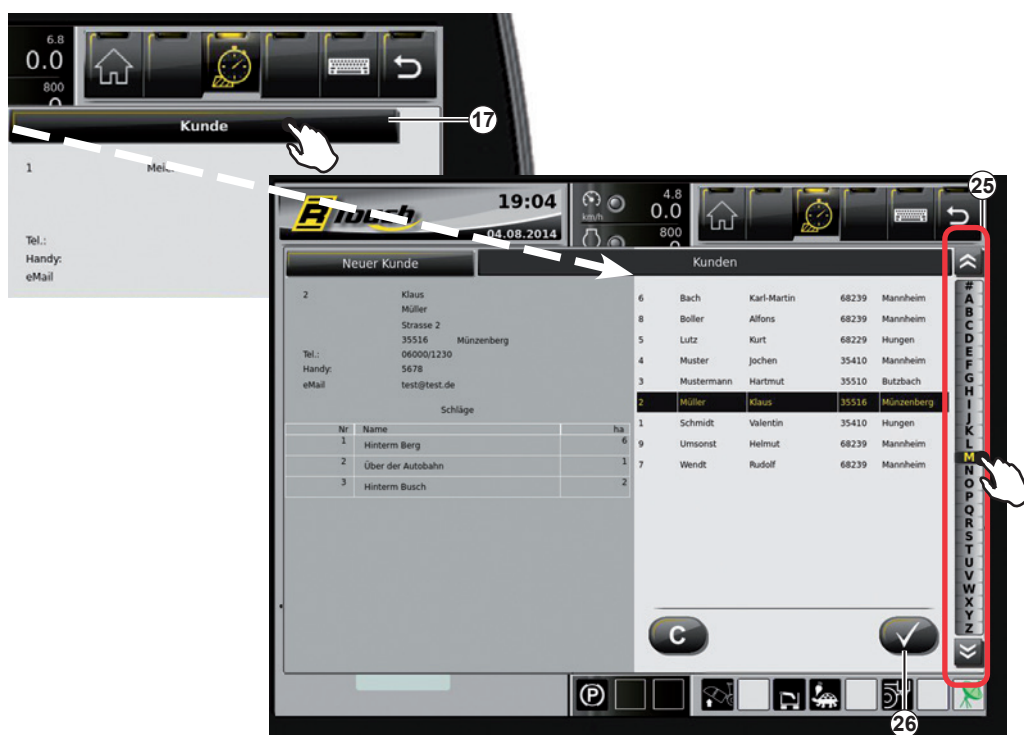 6.8
0.0
800
Kunde
17
1 Meier
Tel.:
Handy:
eMail
25
R Touch 19:04
04.08.2014
km/h
4.8
0.0
800
Neuer Kunde Kunden
2 Klaus
Müller
Strasse 2
35516 Münzenberg
Tel.: 06000/1230
Handy: 5678
eMail test@test.de
Schläge
Nr Name ha
1 Hinterm Berg 6
2 Über der Autobahn 1
3 Hinterm Busch 2
6 Bach Karl-Martin 68239 Mannheim
8 Boller Alfons 68239 Mannheim
5 Lutz Kurt 68229 Hungen
4 Muster Jochen 35410 Mannheim
3 Mustermann Hartmut 35510 Butzbach
2 Müller Klaus 35516 Münzenberg
1 Schmidt Valentin 35410 Hungen
9 Umsonst Helmut 68239 Mannheim
7 Wendt Rudolf 68239 Mannheim
#
A
B
C
D
E
F
G
H
I
J
K
L
M
N
O
P
Q
R
S
T
U
V
W
X
Y
Z
C
P
26